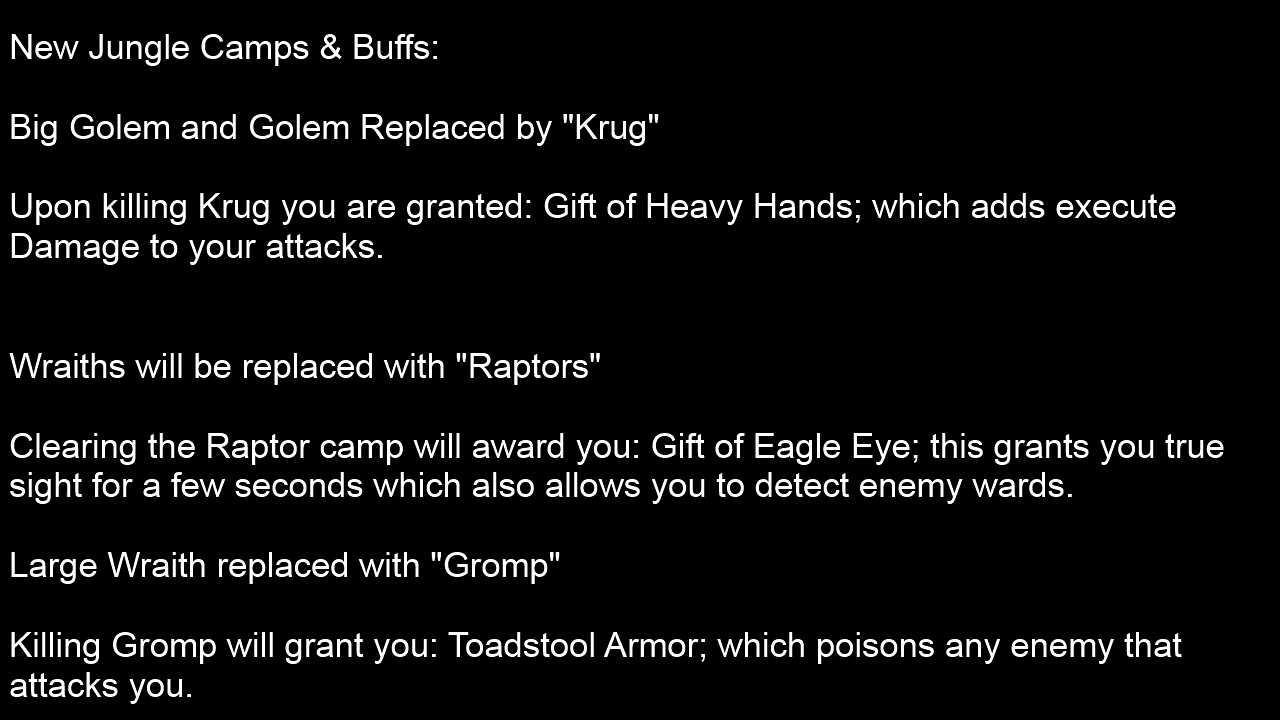 New Jungle Camps & Buffs:
Big Golem and Golem Replaced by "Krug"
Upon killing Krug you are granted: Gift of Heavy Hands; which adds execute
Damage to your attacks.
Wraiths will be replaced with "Raptors"
Clearing the Raptor camp will award you: Gift of Eagle Eye; this grants you true
sight for a few seconds which also allows you to detect enemy wards.
Large Wraith replaced with "Gromp"
Killing Gromp will grant you: Toadstool Armor; which poisons any enemy that
attacks you.